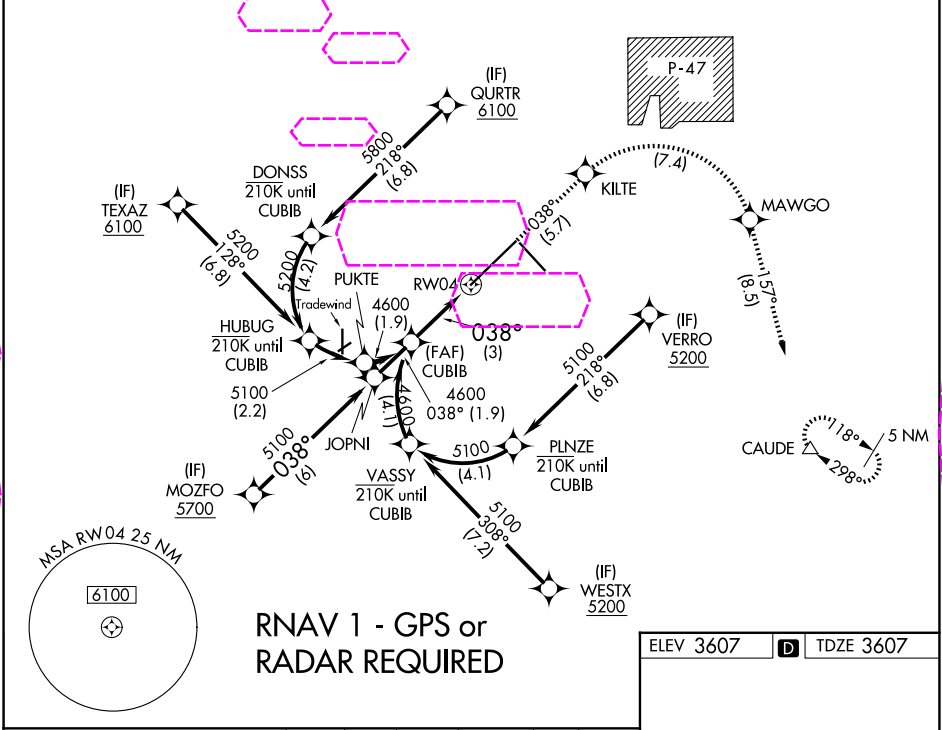 P-47
(IF)
QURTR
6100
5800
218°
(6.8)
DONSS
210K until
CUBIB
(7.4)
KILTE
(IF)
TEXAZ
6100
MAWGO
038°
(5.7)
5200
128°
(6.8)
5200
(4.2)
157°
(8.5)
PUKTE
RW04
Tradewind
4600
(1.9)
HUBUG
210K until
CUBIB
038°
(3)
(IF)
VERRO
5200
(FAF)
CUBIB
5100
218°
(6.8)
5100
(2.2)
4600
(4.1)
4600
038° (1.9)
JOPNI
5100
038°
(6)
5100
(4.1)
PLNZE
210K until
CUBIB
CAUDE
118°
298°
5 NM
(IF)
MOZFO
5700
VASSY
210K until
CUBIB
5100
308°
(7.2)
MSA RW04 25 NM
6100
(IF)
WESTX
5200
RNAV 1 - GPS or
RADAR REQUIRED
ELEV 3607 D TDZE 3607